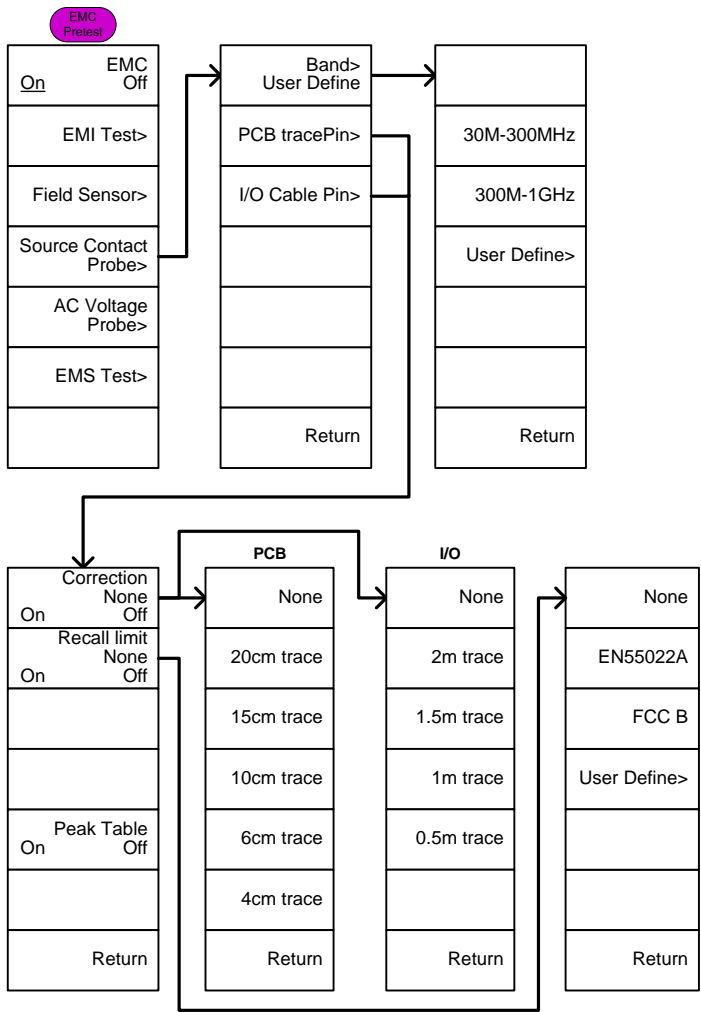 EMC
Pretest
EMC
On Off
EMI Test>
Field Sensor>
Source Contact
Probe>
AC Voltage
Probe>
EMS Test>
Band>
User Define
PCB tracePin>
I/O Cable Pin>
Return
30M-300MHz
300M-1GHz
User Define>
Return
Correction
None
On Off
Recall limit
None
On Off
Peak Table
On Off
Return
PCB
None
20cm trace
15cm trace
10cm trace
6cm trace
4cm trace
Return
I/O
None
2m trace
1.5m trace
1m trace
0.5m trace
Return
None
EN55022A
FCC B
User Define>
Return